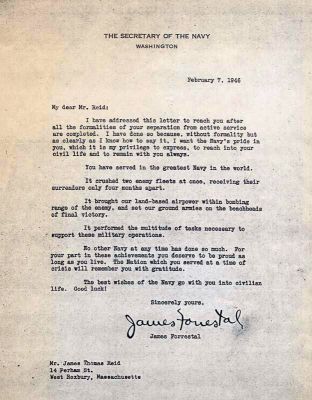 THE SECRETARY OF THE NAVY
WASHINGTON
February 7, 1946
My dear Mr. Reid:
I have addressed this letter to reach you after
all the formalities of your separation from active service
are completed. I have done so because, without formality but
as clearly as I know how to say it, I want the Navy's pride in
you, which it is my privilege to express, to reach into your
civil life and to remain with you always.
You have served in the greatest Navy in the world.
It crushed two enemy fleets at once, receiving their
surrenders only four months apart.
It brought our land-based airpower within bombing
range of the enemy, and set our ground armies on the beachheads
of final victory.
It performed the multitude of tasks necessary to
support these military operations.
No other Navy at any time has done so much. For
your part in these achievements you deserve to be proud as
long as you live. The Nation which you served at a time of
crisis will remember you with gratitude.
The best wishes of the Navy go with you into civilian
life. Good luck!
Sincerely yours,
James Forrestal
James Forrestal
Mr. James Thomas Reid
14 Perham St.
West Roxbury, Massachusetts